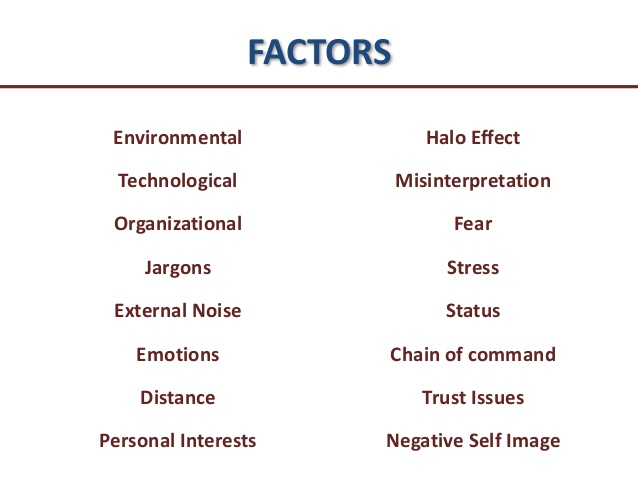 FACTORS
Environmental
Technological
Organizational
Jargons
External Noise
Emotions
Distance
Personal Interests
Halo Effect
Misinterpretation
Fear
Stress
Status
Chain of command
Trust Issues
Negative Self Image